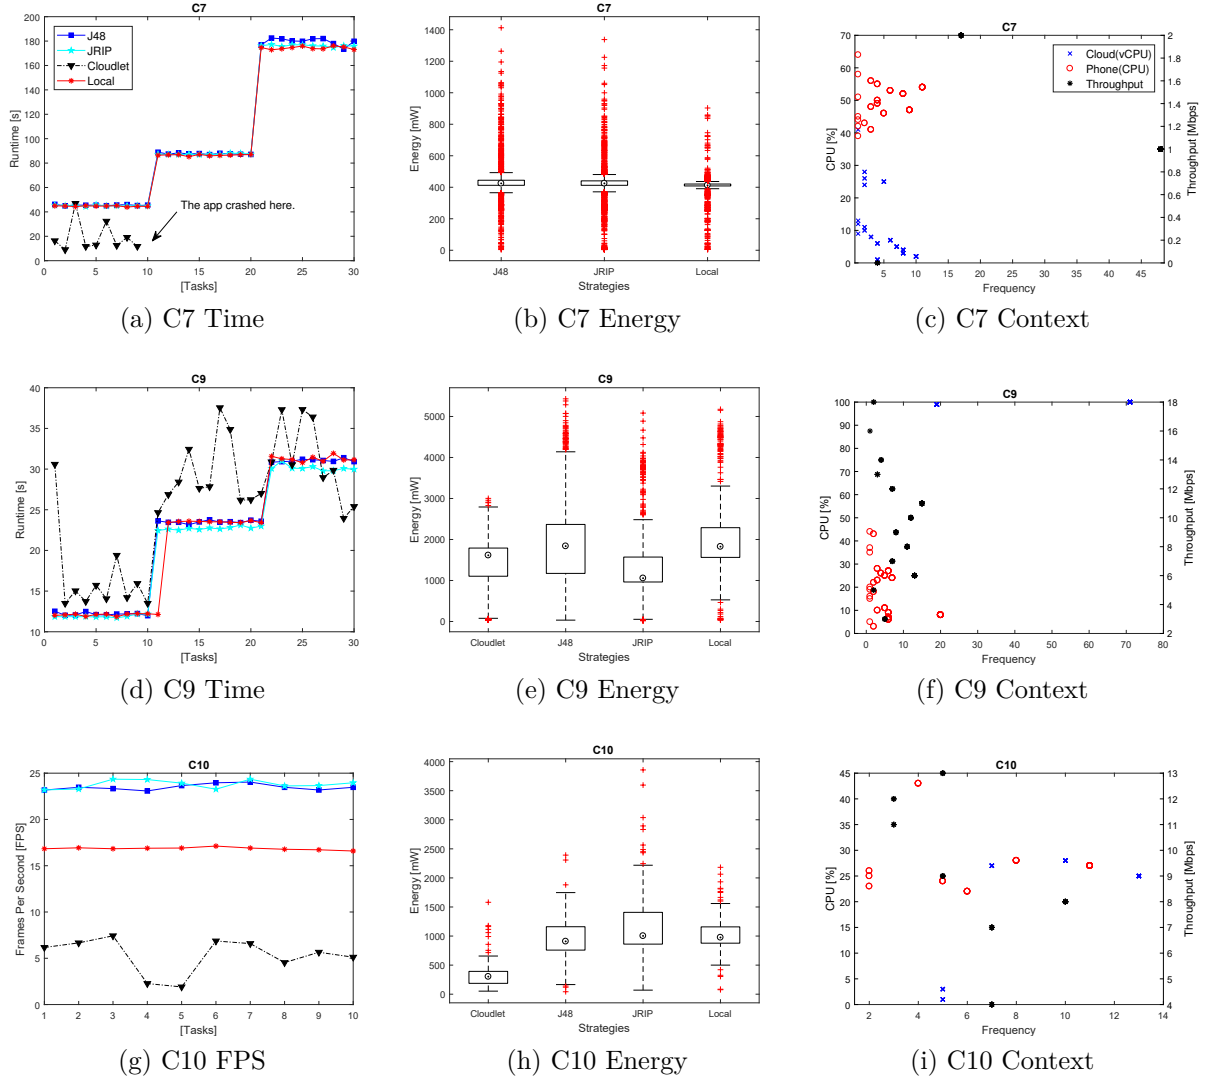 C7
Runtime [s]
200
180
160
140
120
100
80
60
40
20
0
J48
JRIP
Cloudlet
Local
The app crashed here.
0 5 10 15 20 25 30
[Tasks]
(a) C7 Time
C7
Energy [mW]
1400
1200
1000
800
600
400
200
0
J48 JRIP Local
Strategies
(b) C7 Energy
C7
CPU [%]
70
60
50
40
30
20
10
0
Cloud(vCPU)
Phone(CPU)
Throughput
2
1.8
1.6
1.4
1.2
1
0.8
0.6
0.4
0.2
0
Throughput [Mbps]
5 10 15 20 25 30 35 40 45
Frequency
(c) C7 Context
C9
Runtime [s]
40
35
30
25
20
15
10
0 5 10 15 20 25 30
[Tasks]
(d) C9 Time
C9
Energy [mW]
5000
4000
3000
2000
1000
0
Cloudlet J48 JRIP Local
Strategies
(e) C9 Energy
C9
CPU [%]
100
90
80
70
60
50
40
30
20
10
0
18
16
14
12
10
8
6
4
2
Throughput [Mbps]
0 10 20 30 40 50 60 70 80
Frequency
(f) C9 Context
C10
Frames Per Second [FPS]
25
20
15
10
5
0
1 2 3 4 5 6 7 8 9 10
[Tasks]
(g) C10 FPS
C10
Energy [mW]
4000
3500
3000
2500
2000
1500
1000
500
0
Cloudlet J48 JRIP Local
Strategies
(h) C10 Energy
C10
CPU [%]
45
40
35
30
25
20
15
10
5
0
13
12
11
10
9
8
7
6
5
4
Throughput [Mbps]
2 4 6 8 10 12 14
Frequency
(i) C10 Context